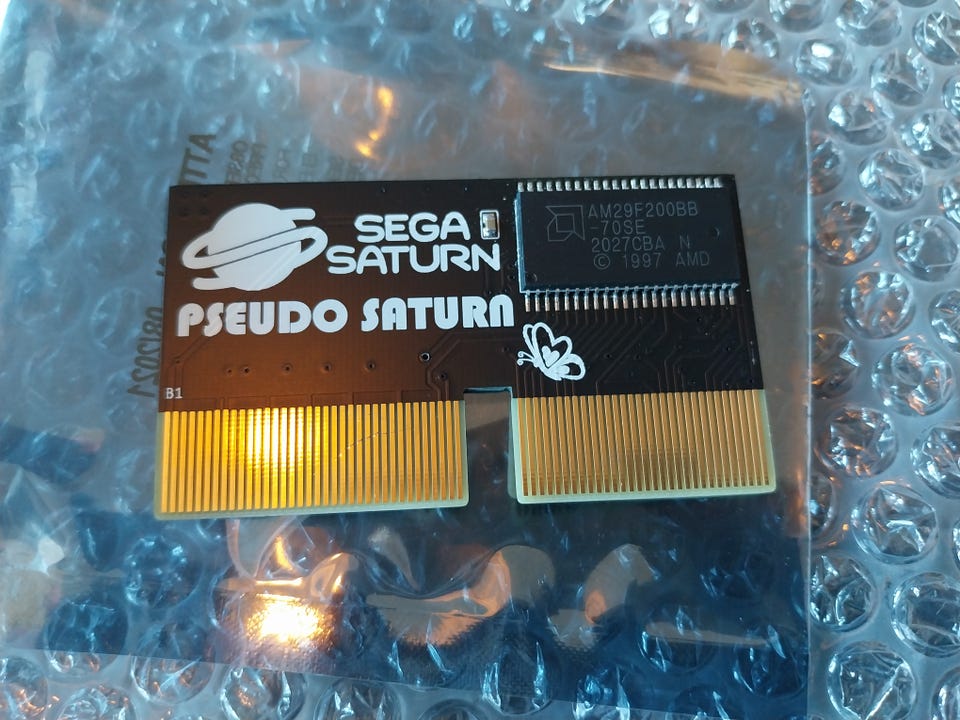 SEGA
SATURN
PSEUDO SATURN
AM29F200BB
-70SE
2027CBA N
© 1997 AMD
B1